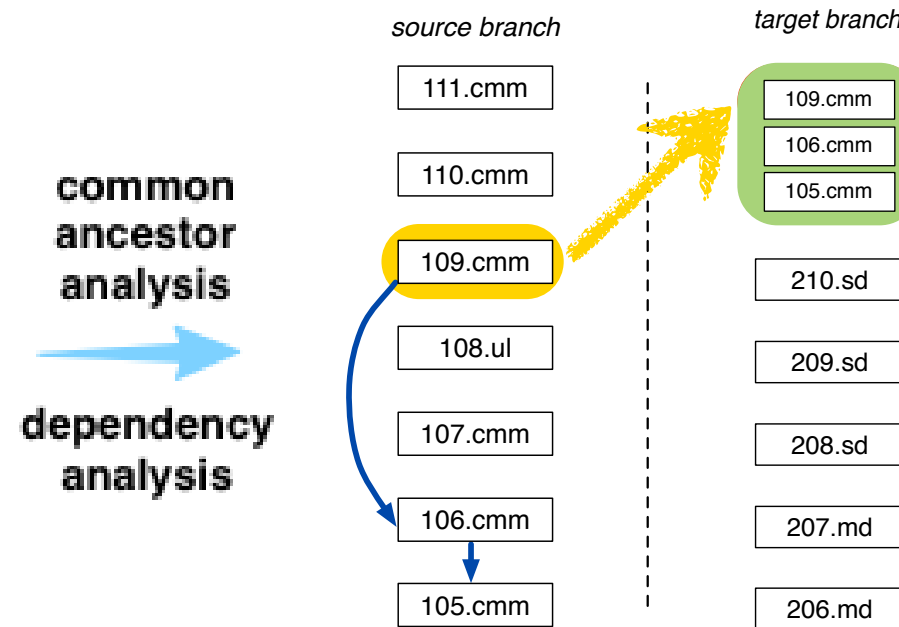 common
ancestor
analysis
dependency
analysis
source branch
111.cmm
110.cmm
109.cmm
108.ul
107.cmm
106.cmm
105.cmm
target branch
109.cmm
106.cmm
105.cmm
210.sd
209.sd
208.sd
207.md
206.md